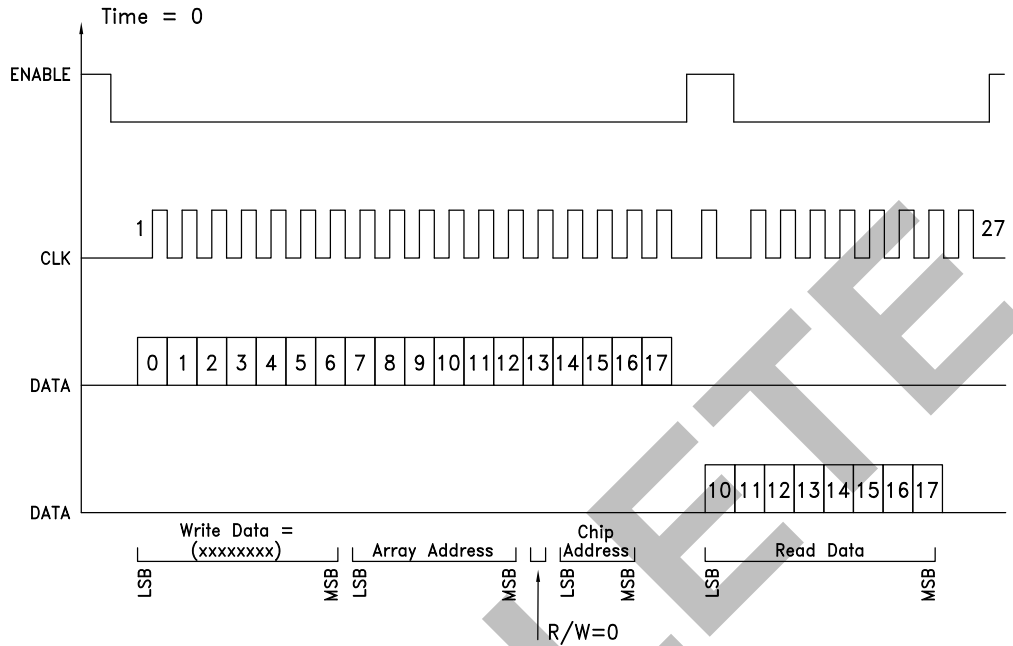 Time = 0
ENABLE
1
27
CLK
0 1 2 3 4 5 6 7 8 9 10 11 12 13 14 15 16 17
DATA
10 11 12 13 14 15 16 17
DATA
Write Data =
(xxxxxxxx)
Array Address
Chip
Address
Read Data
LSB
MSB
LSB
MSB
LSB
MSB
LSB
MSB
R/W=0
LETE